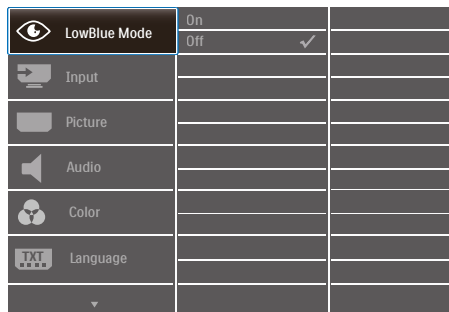 LowBlue Mode
On
Off
Input
Picture
Audio
Color
TXT
Language